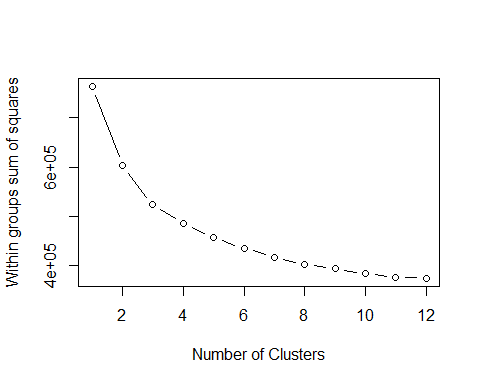 Within groups sum of squares
6e+05
4e+05
2 4 6 8 10 12
Number of Clusters